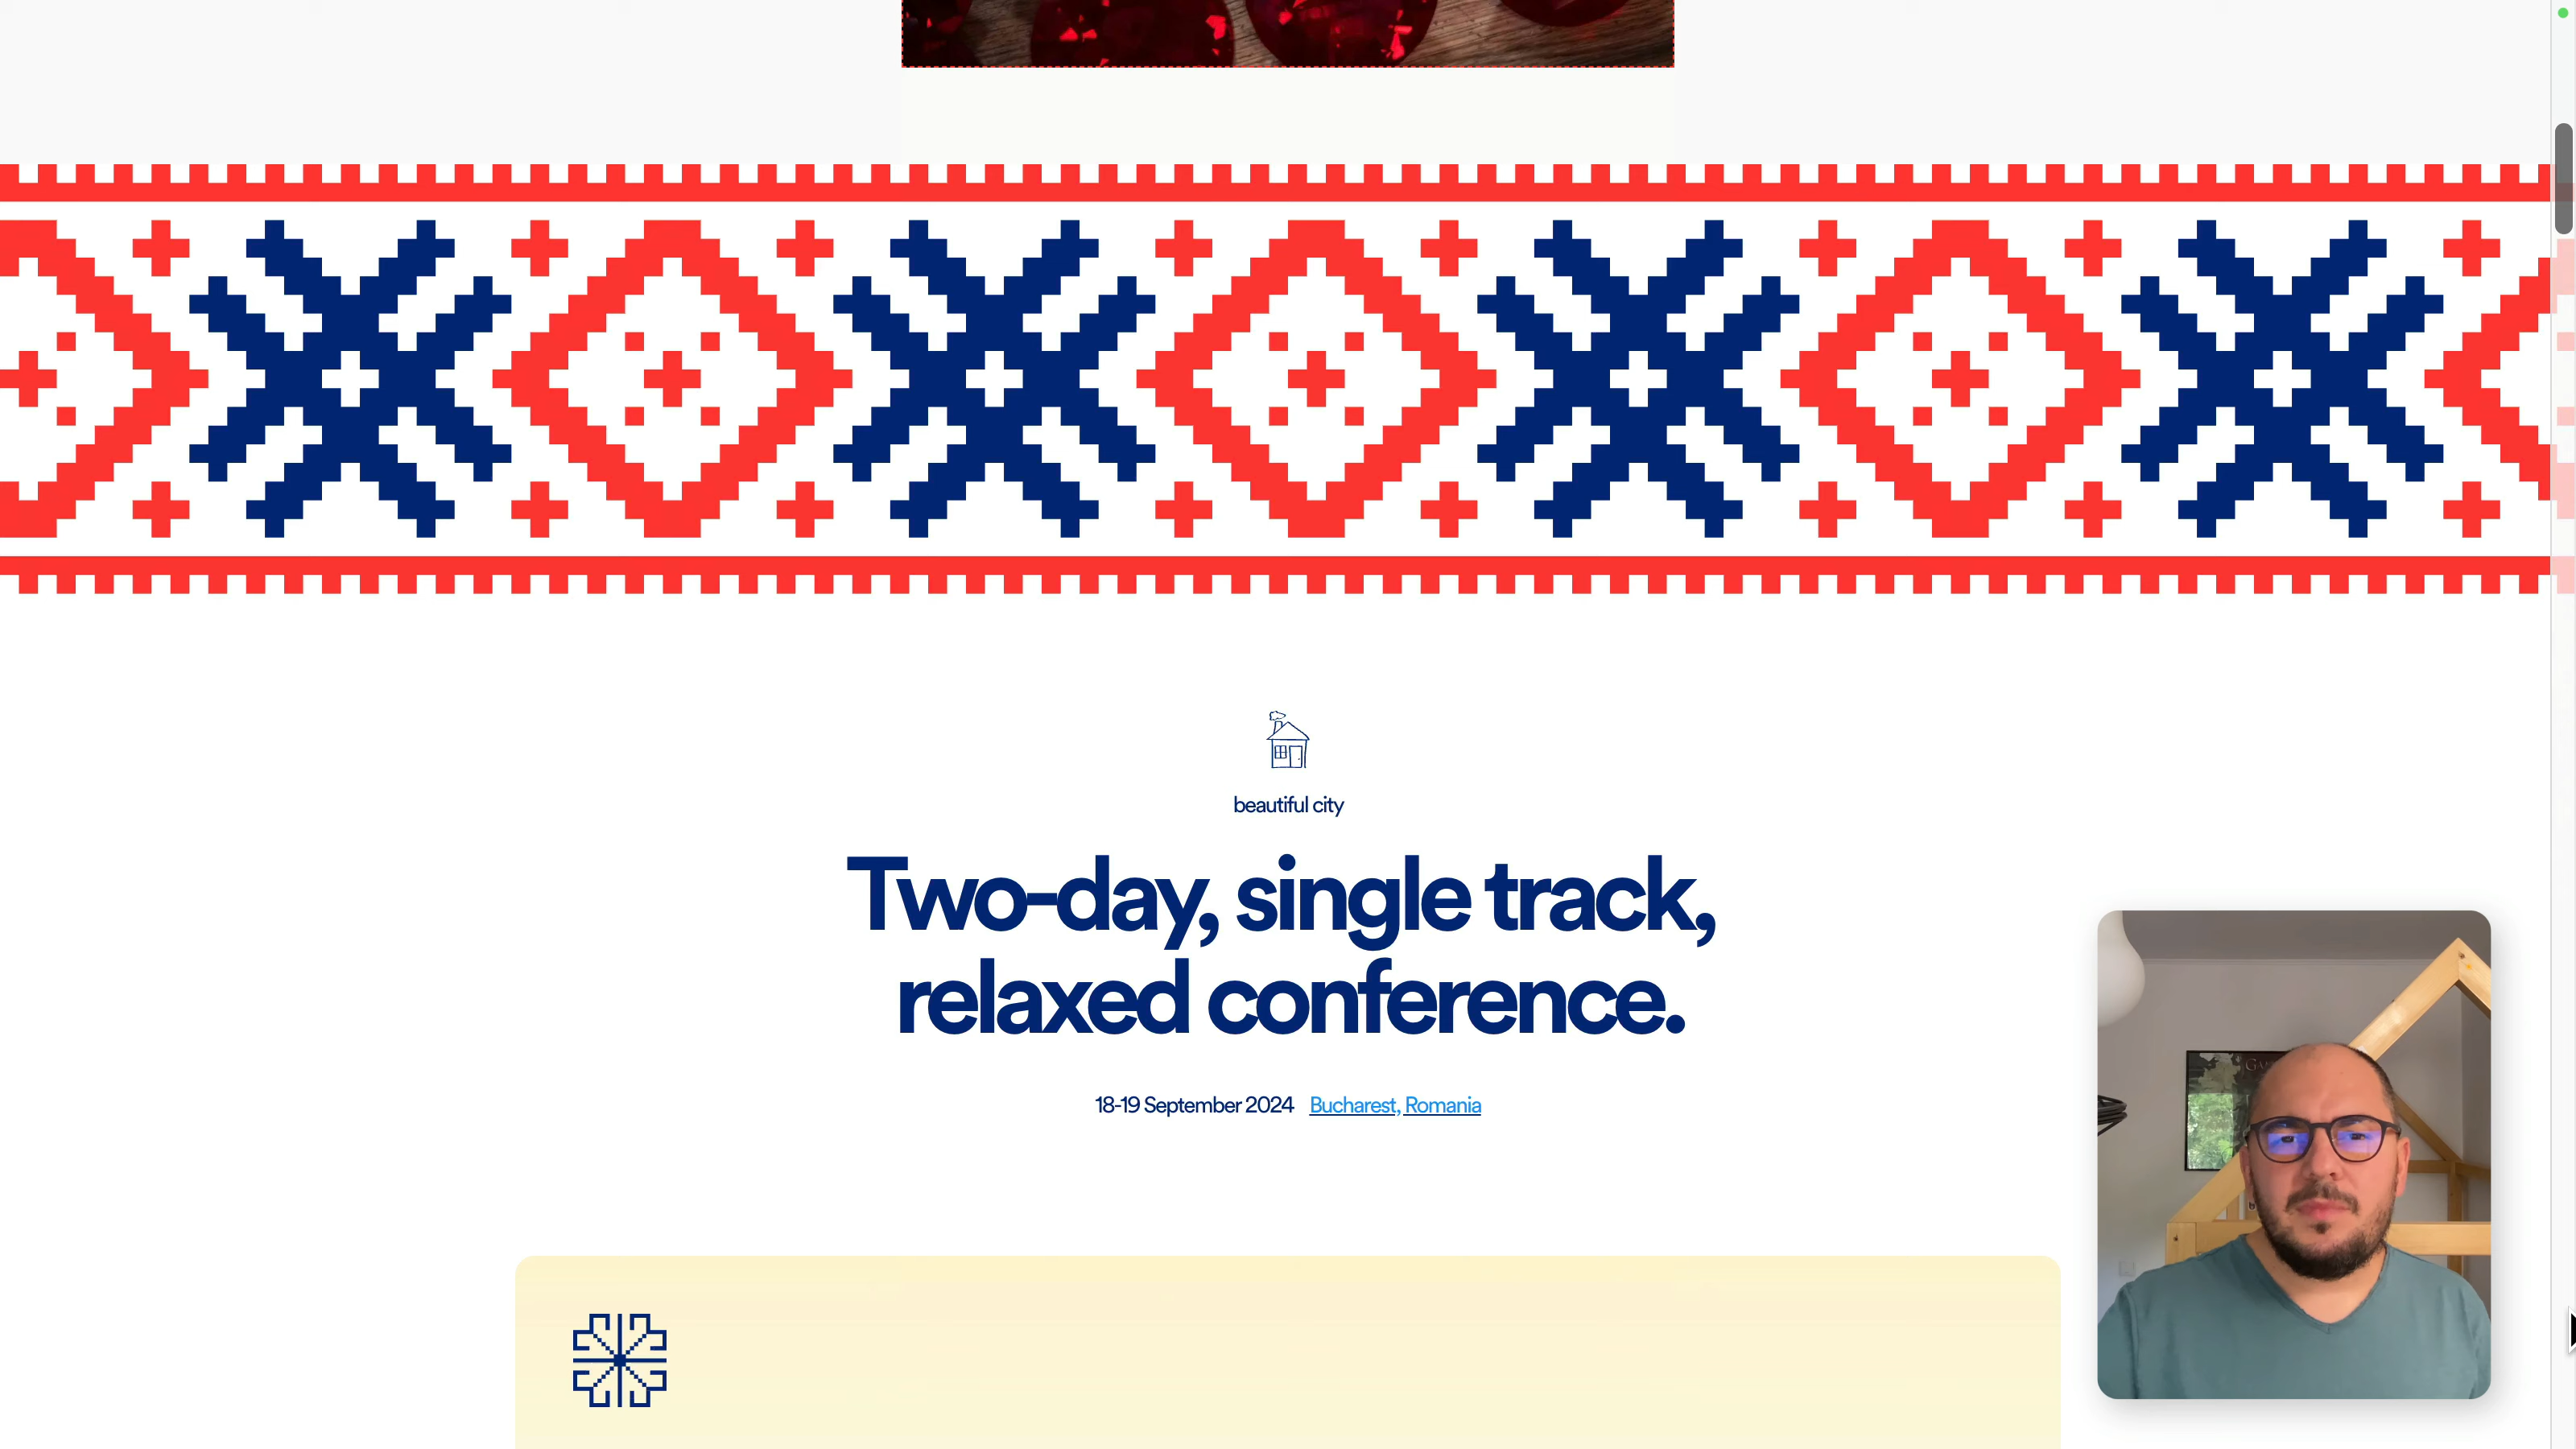 beautiful city
Two-day, single track,
relaxed conference.
18-19 September 2024 Bucharest, Romania